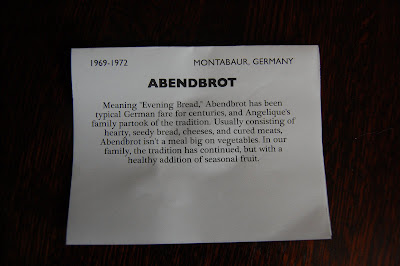 1969-1972 MONTABAUR, GERMANY
ABENDBROT
Meaning "Evening Bread," Abendbrot has been
typical German fare for centuries, and Angelique's
family partook of the tradition. Usually consisting of
hearty, seedy bread, cheeses, and cured meats,
Abendbrot isn't a meal big on vegetables. In our
family, the tradition has continued, but with a
healthy addition of seasonal fruit.